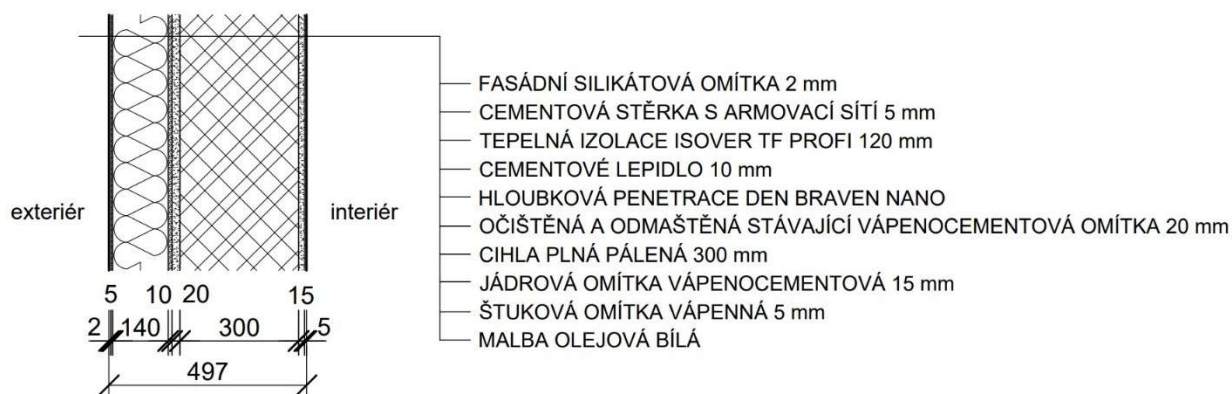 FASÁDNÍ SILIKÁTOVÁ OMÍTKA 2 mm
CEMENTOVÁ STĚRKA S ARMOVACÍ SÍTÍ 5 mm
TEPELNÁ IZOLACE ISOVER TF PROFI 120 mm
CEMENTOVÉ LEPIDLO 10 mm
HLOUBKOVÁ PENETRACE DEN BRAVEN NANO
OČIŠTĚNÁ A ODMAŠTĚNÁ STÁVAJÍCÍ VÁPENOCEMENTOVÁ OMÍTKA 20 mm
CIHLA PLNÁ PÁLENÁ 300 mm
JÁDROVÁ OMÍTKA VÁPENOCEMENTOVÁ 15 mm
ŠTUKOVÁ OMÍTKA VÁPENNÁ 5 mm
MALBA OLEJOVÁ BÍLÁ
exteriér interiér
5 10 20 15
2 140 300 5
497